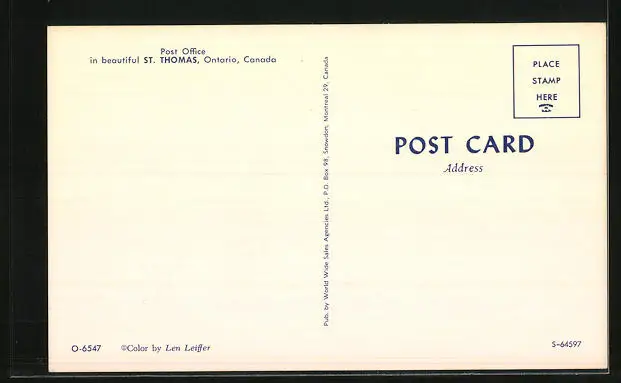 Post Office
in beautiful ST. THOMAS, Ontario, Canada
Pub. by World Wide Sales Agencies Ltd., P.O. Box 98, Snowdon, Montreal 29, Canada
PLACE
STAMP
HERE
POST CARD
Address
O-6547 ©Color by Len Leiffer
S-64597